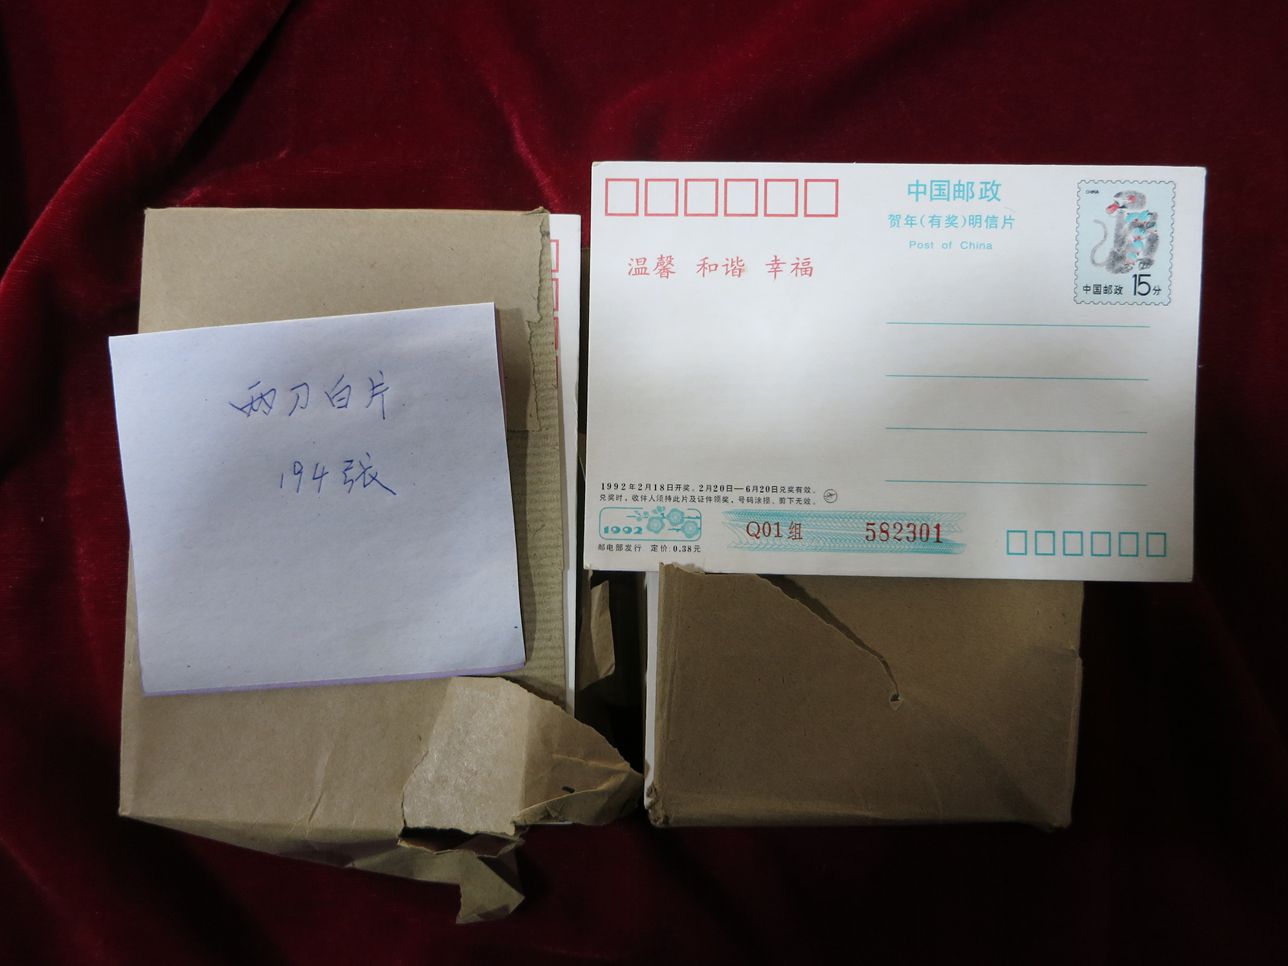 两刀白片
194张
中国邮政
贺年(有奖)明信片
Post of China
CHINA
中国邮政 15分
温馨 和谐 幸福
1992年2月18日开奖。2月20日—6月20日兑奖有效。
兑奖时，收件人须持此片及证件领奖，号码涂损、剪下无效。
1992
Q01组 582301
邮电部发行 定价：0.38元